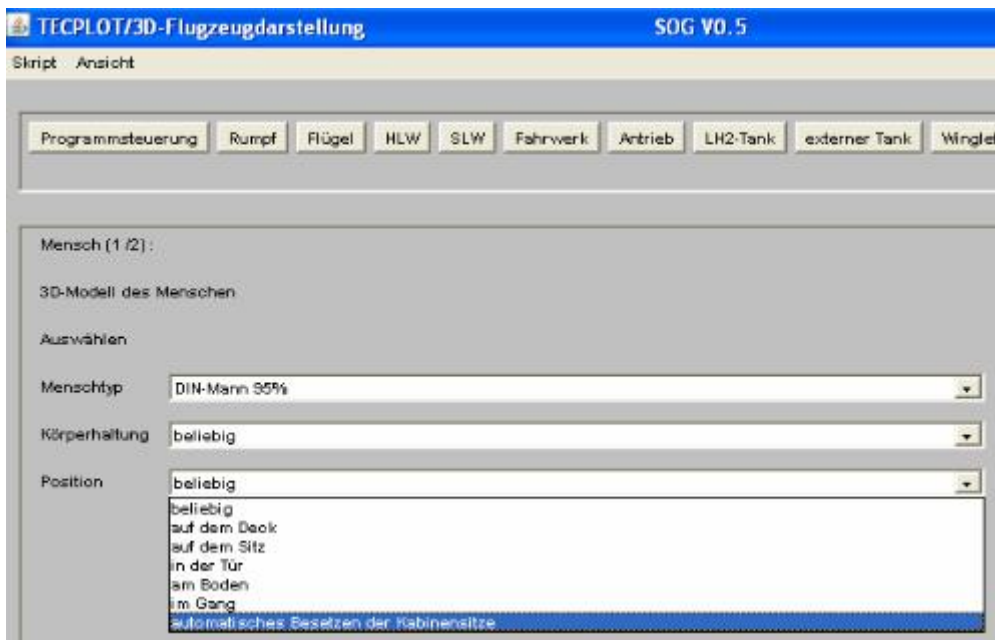 TECPLOT/3D-Flugzeugdarstellung SOG V0.5
Skript Ansicht
Programmsteuerung Rumpf Flügel HLW SLW Fahrwerk Antrieb LH2-Tank externer Tank Winglet
Mensch (1 /2) :
3D-Modell des Menschen
Auswählen
Menschtyp DIN-Mann 95%
Körperhaltung beliebig
Position beliebig
beliebig
auf dem Deck
auf dem Sitz
in der Tür
am Boden
im Gang
automatisches Besetzen der Kabinensitze